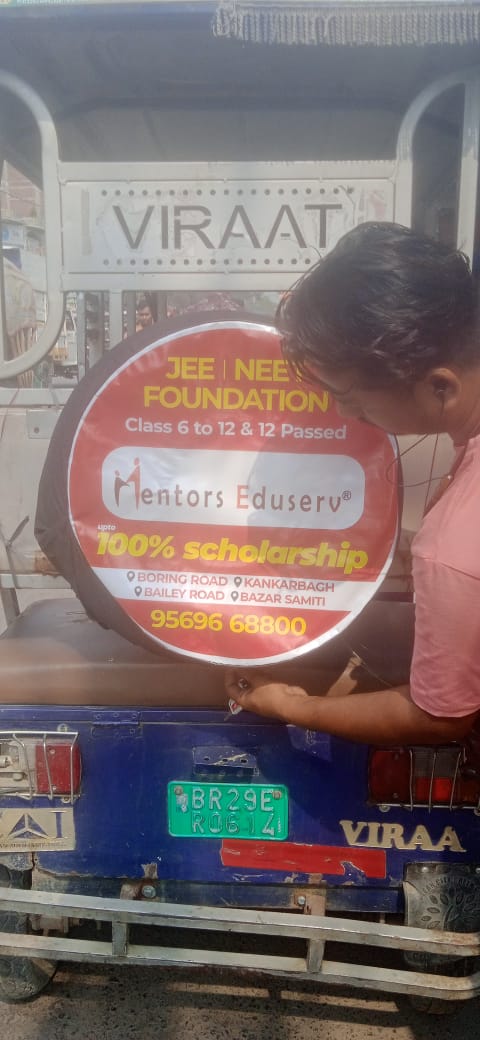 VIRAAT
JEE | NEET
FOUNDATION
Class 6 to 12 & 12 Passed
Mentors Eduserv®
upto
100% scholarship
BORING ROAD KANKARBAGH
BAILEY ROAD BAZAR SAMITI
95696 68800
BR29E
R0614
VIRAA